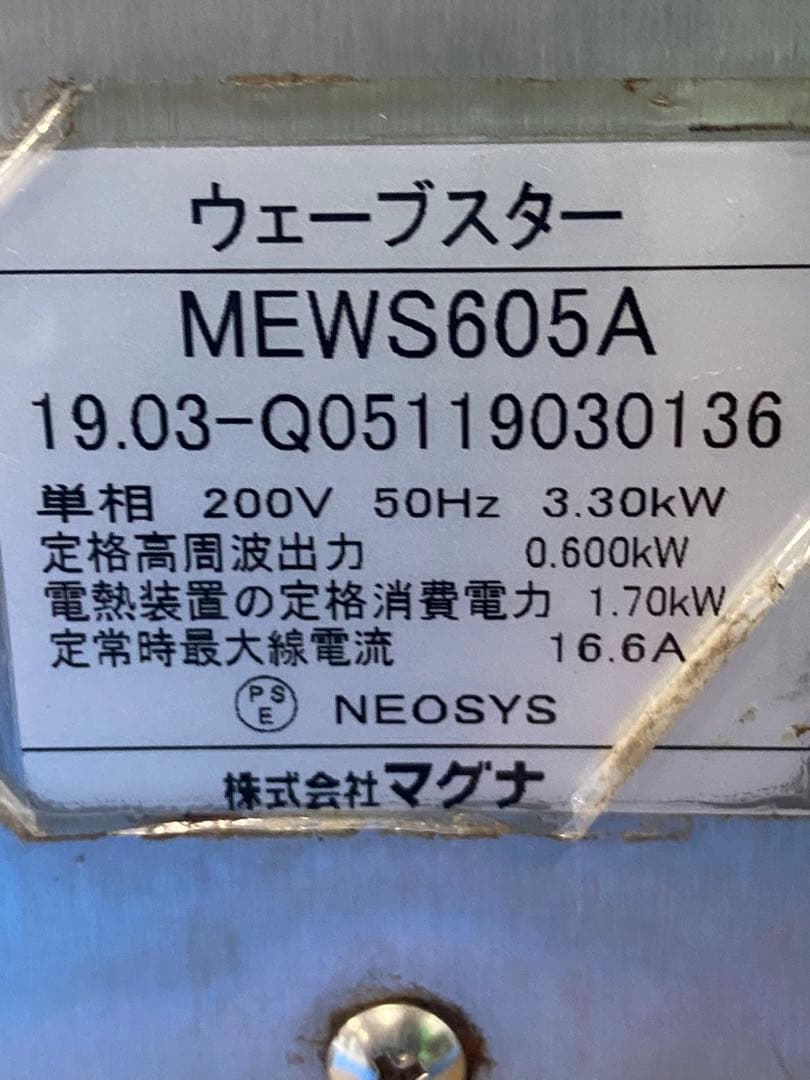 ウェーブスター
MEWS605A
19.03-Q05119030136
単相 200V 50Hz 3.30kW
定格高周波出力 0.600kW
電熱装置の定格消費電力 1.70kW
定常時最大線電流 16.6A
PSE NEOSYS
株式会社マグナ